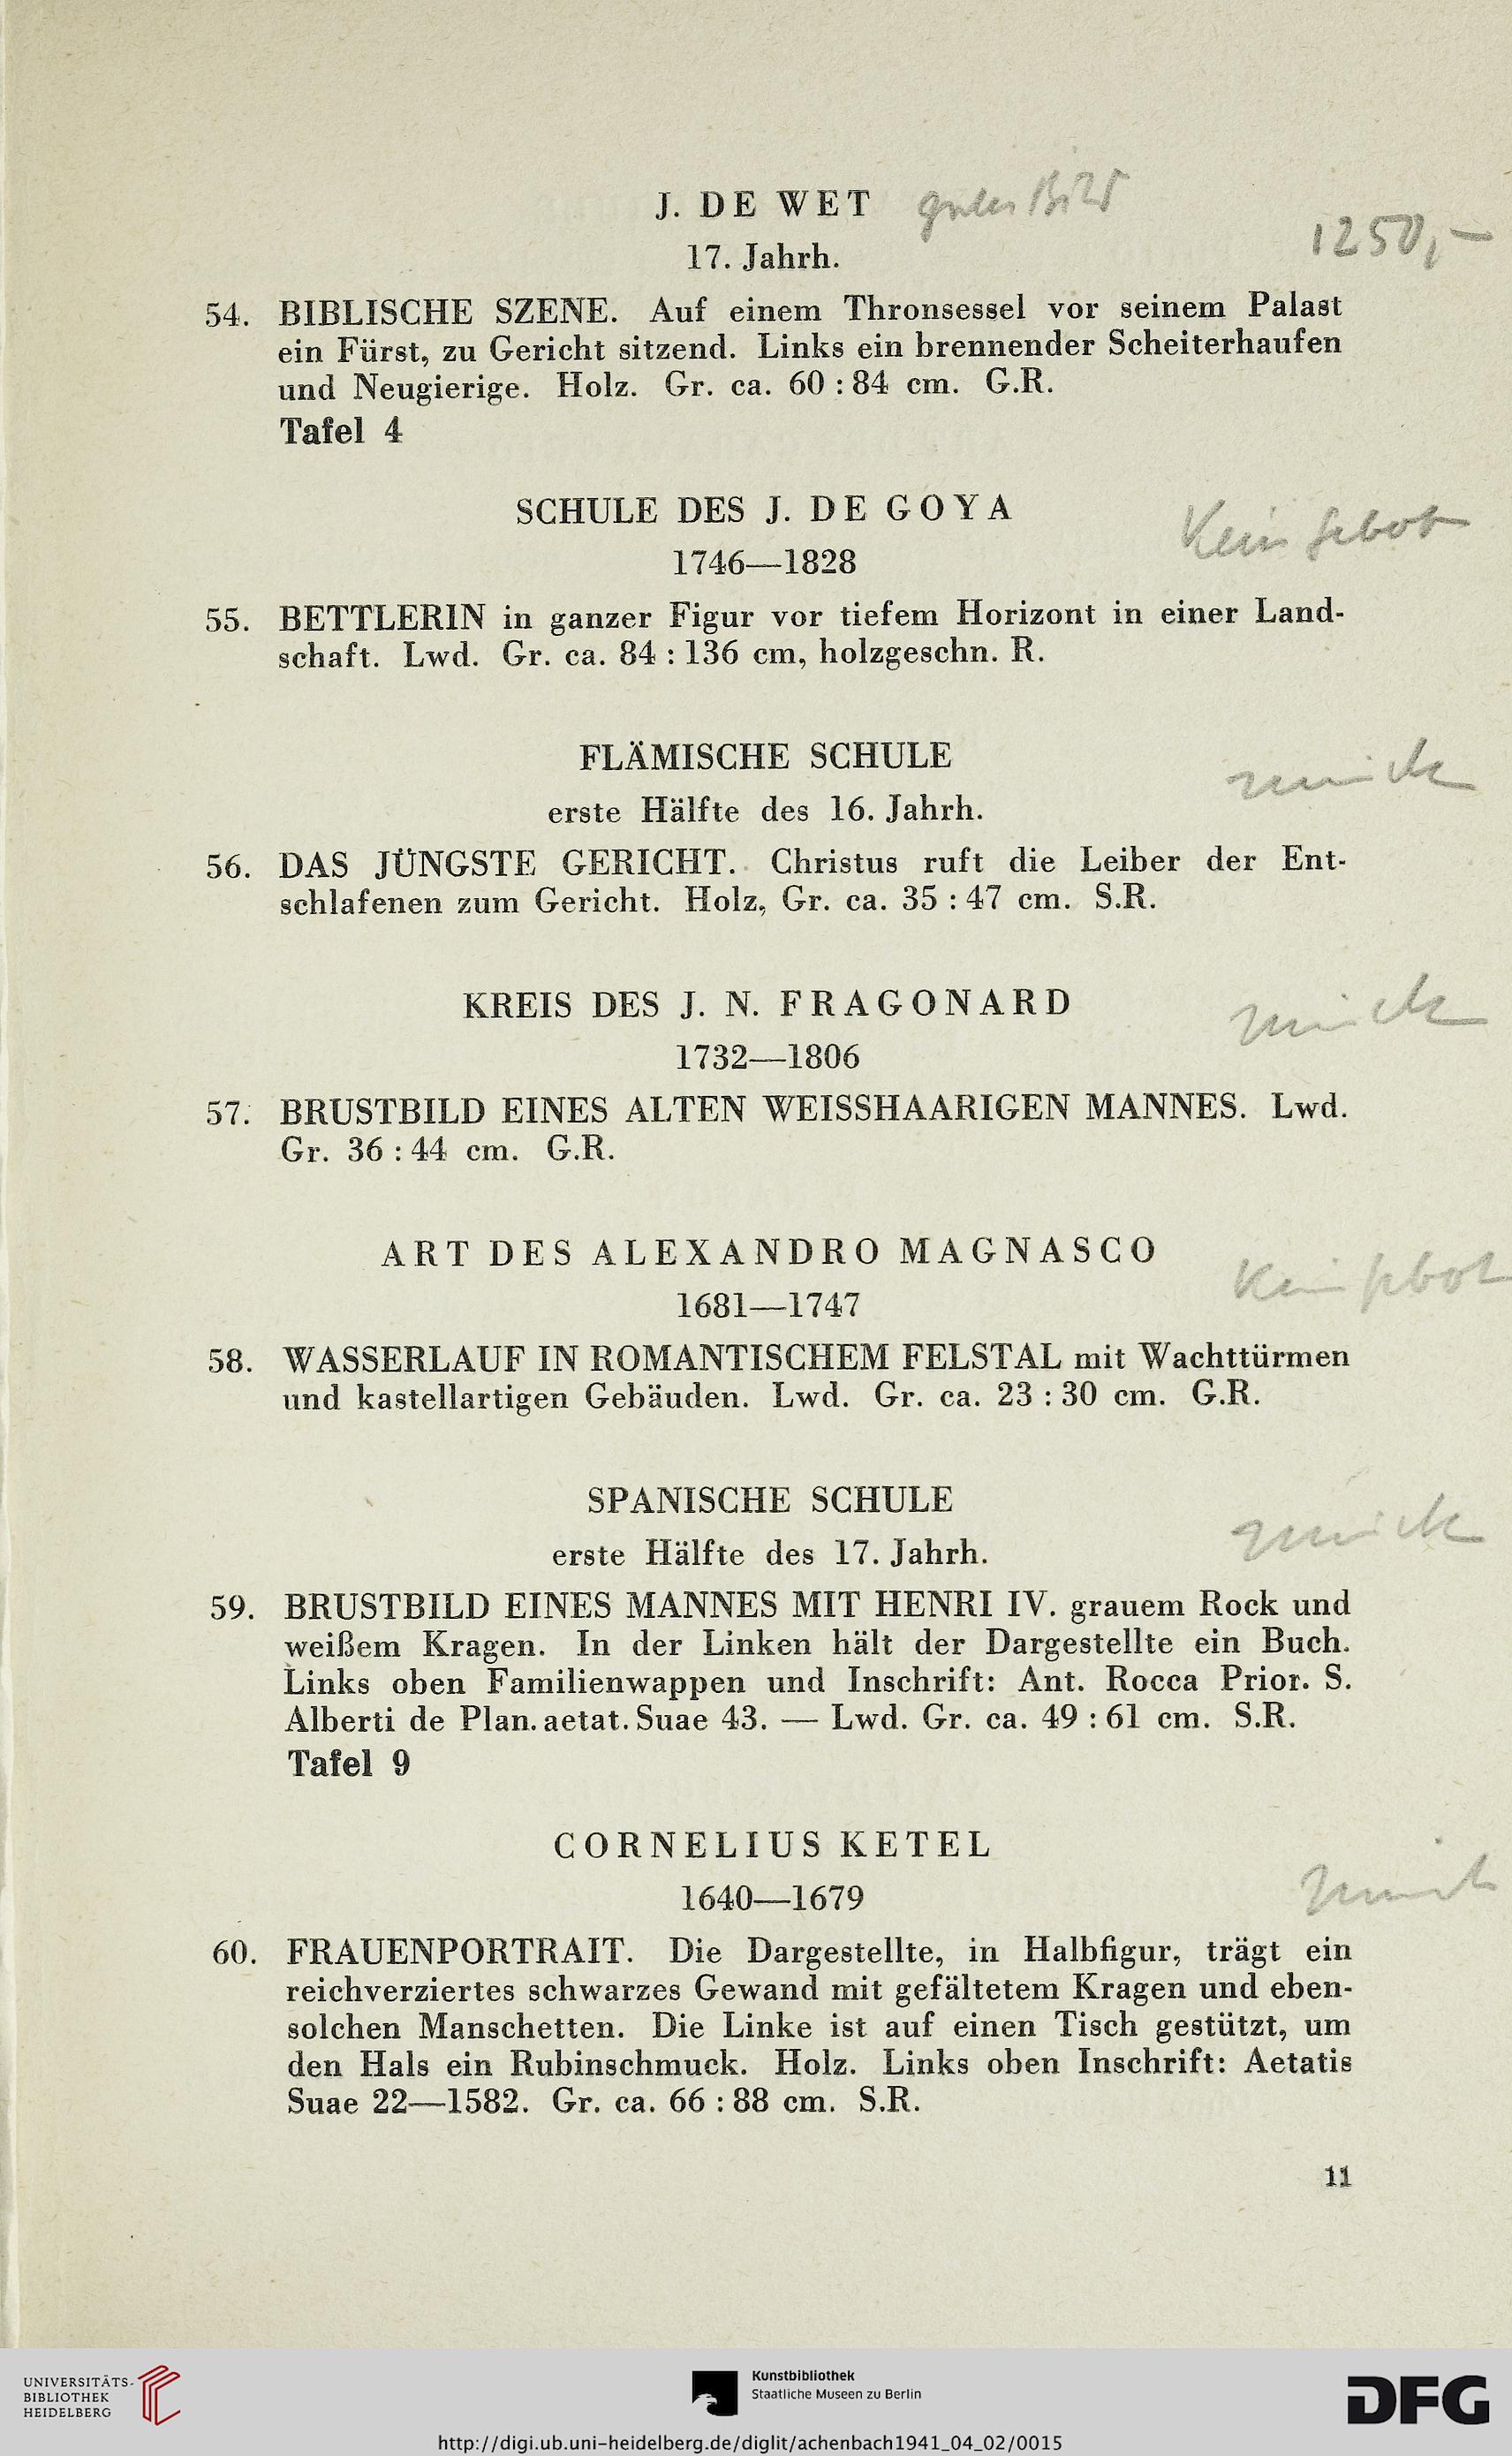 J. DE WET gutes Bild
1250,—
17. Jahrh.
54. BIBLISCHE SZENE. Auf einem Thronsessel vor seinem Palast
ein Fürst, zu Gericht sitzend. Links ein brennender Scheiterhaufen
und Neugierige. Holz. Gr. ca. 60 : 84 cm. G.R.
Tafel 4
SCHULE DES J. DE GOYA
Kein Gebot
1746—1828
55. BETTLERIN in ganzer Figur vor tiefem Horizont in einer Land-
schaft. Lwd. Gr. ca. 84 : 136 cm, holzgeschn. R.
FLÄMISCHE SCHULE
zurück
erste Hälfte des 16. Jahrh.
56. DAS JÜNGSTE GERICHT. Christus ruft die Leiber der Ent-
schlafenen zum Gericht. Holz, Gr. ca. 35 : 47 cm. S.R.
KREIS DES J. N. FRAGONARD
zurück
1732—1806
57. BRUSTBILD EINES ALTEN WEISSHAARIGEN MANNES. Lwd.
Gr. 36 : 44 cm. G.R.
ART DES ALEXANDRO MAGNASCO
Kein Gebot
1681—1747
58. WASSERLAUF IN ROMANTISCHEM FELSTAL mit Wachttürmen
und kastellartigen Gebäuden. Lwd. Gr. ca. 23 : 30 cm. G.R.
SPANISCHE SCHULE
zurück
erste Hälfte des 17. Jahrh.
59. BRUSTBILD EINES MANNES MIT HENRI IV. grauem Rock und
weißem Kragen. In der Linken hält der Dargestellte ein Buch.
Links oben Familienwappen und Inschrift: Ant. Rocca Prior. S.
Alberti de Plan. aetat. Suae 43. — Lwd. Gr. ca. 49 : 61 cm. S.R.
Tafel 9
CORNELIUS KETEL
zurück
1640—1679
60. FRAUENPORTRAIT. Die Dargestellte, in Halbfigur, trägt ein
reichverziertes schwarzes Gewand mit gefältetem Kragen und eben-
solchen Manschetten. Die Linke ist auf einen Tisch gestützt, um
den Hals ein Rubinschmuck. Holz. Links oben Inschrift: Aetatis
Suae 22—1582. Gr. ca. 66 : 88 cm. S.R.
11
UNIVERSITÄTS-
BIBLIOTHEK
HEIDELBERG
Kunstbibliothek
Staatliche Museen zu Berlin
DFG
http://digi.ub.uni-heidelberg.de/diglit/achenbach1941_04_02/0015